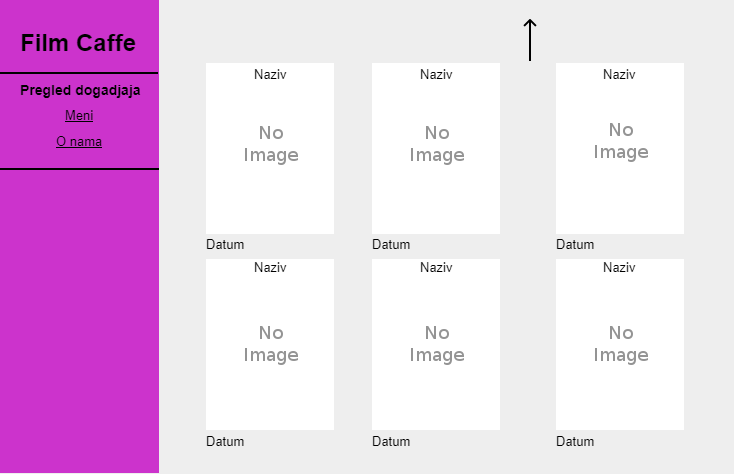 Film Caffe
Pregled dogadjaja
Meni
O nama
Naziv
No
Image
Datum
Naziv
No
Image
Datum
Naziv
No
Image
Datum
Naziv
No
Image
Datum
Naziv
No
Image
Datum
Naziv
No
Image
Datum